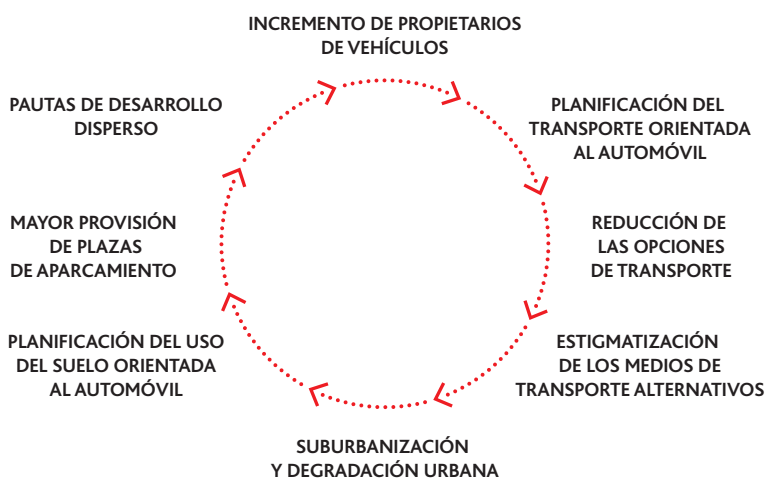 INCREMENTO DE PROPIETARIOS
DE VEHÍCULOS
PLANIFICACIÓN DEL
TRANSPORTE ORIENTADA
AL AUTOMÓVIL
REDUCCIÓN DE
LAS OPCIONES
DE TRANSPORTE
ESTIGMATIZACIÓN
DE LOS MEDIOS DE
TRANSPORTE ALTERNATIVOS
SUBURBANIZACIÓN
Y DEGRADACIÓN URBANA
PLANIFICACIÓN DEL USO
DEL SUELO ORIENTADA
AL AUTOMÓVIL
MAYOR PROVISIÓN
DE PLAZAS
DE APARCAMIENTO
PAUTAS DE DESARROLLO
DISPERSO